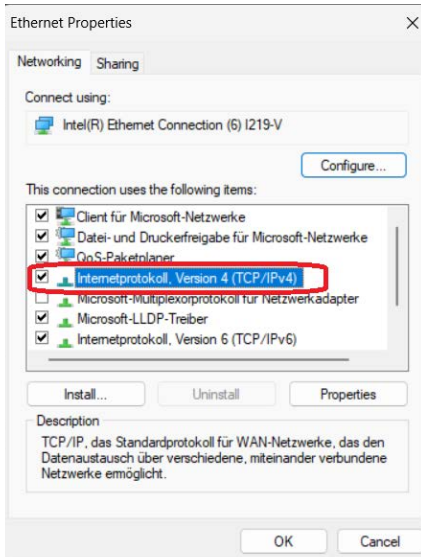 Ethernet Properties
Networking
Sharing
Connect using:
Intel(R) Ethernet Connection (6) I219-V
Configure...
This connection uses the following items:
Client für Microsoft-Netzwerke
Datei- und Druckerfreigabe für Microsoft-Netzwerke
QoS-Paketplaner
Internetprotokoll, Version 4 (TCP/IPv4)
Microsoft-Multiplexorprotokoll für Netzwerkadapter
Microsoft-LLDP-Treiber
Internetprotokoll, Version 6 (TCP/IPv6)
Install...
Uninstall
Properties
Description
TCP/IP, das Standardprotokoll für WAN-Netzwerke, das den
Datenaustausch über verschiedene, miteinander verbundene
Netzwerke ermöglicht.
OK
Cancel